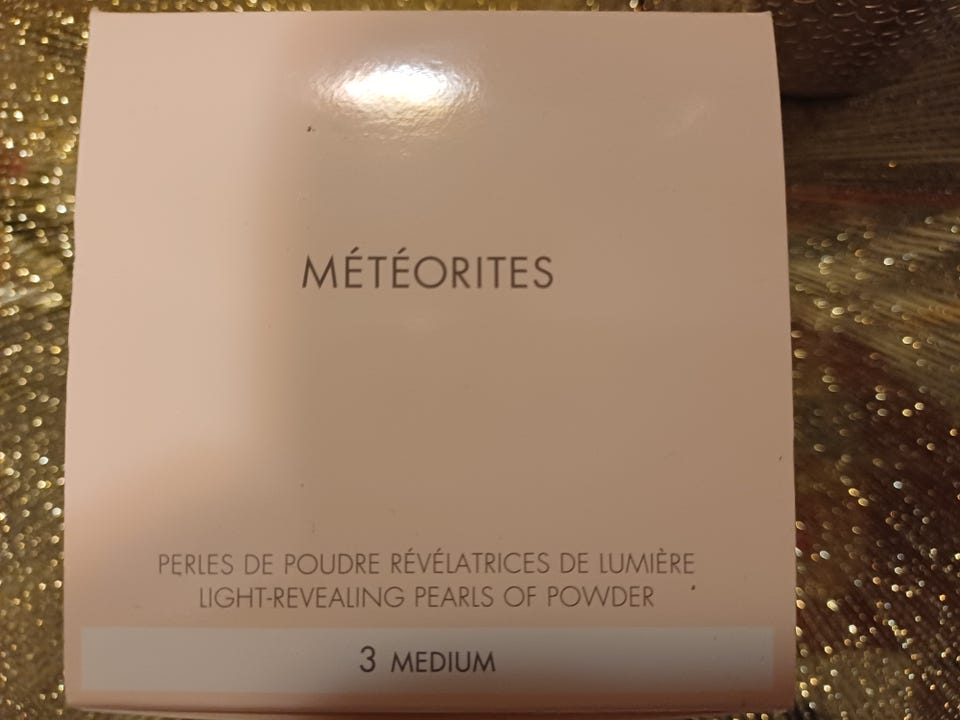 MÉTÉORITES
PERLES DE POUDRE RÉVÉLATRICES DE LUMIÈRE
LIGHT-REVEALING PEARLS OF POWDER
3 MEDIUM